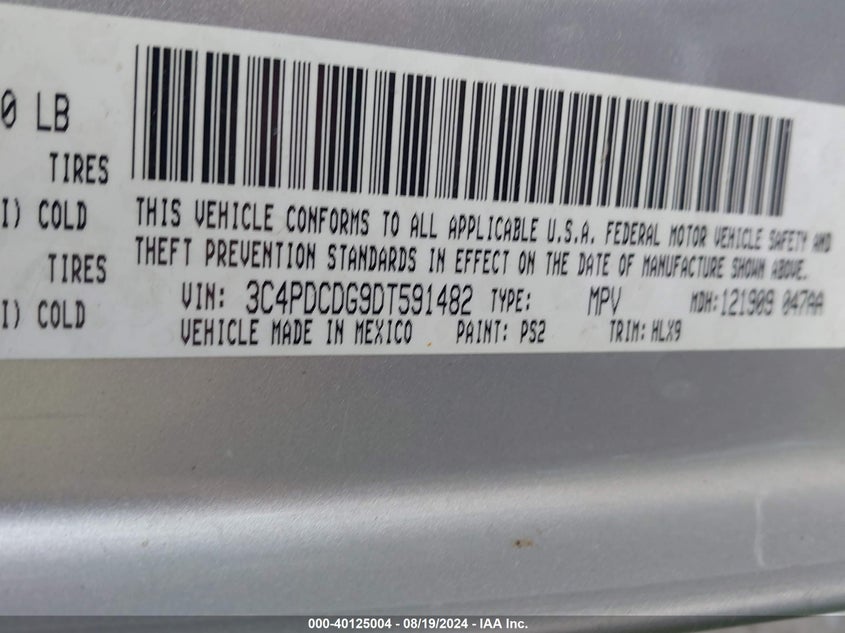 0 LB
TIRES
I) COLD
TIRES
I) COLD
THIS VEHICLE CONFORMS TO ALL APPLICABLE U.S.A. FEDERAL MOTOR VEHICLE SAFETY AND
THEFT PREVENTION STANDARDS IN EFFECT ON THE DATE OF MANUFACTURE SHOWN ABOVE.
VIN: 3C4PDCDG9DT591482 TYPE: MPV MDH: 121909 047AA
VEHICLE MADE IN MEXICO PAINT: PS2 TRIM: HLX9
000-40125004 - 08/19/2024 - IAA Inc.